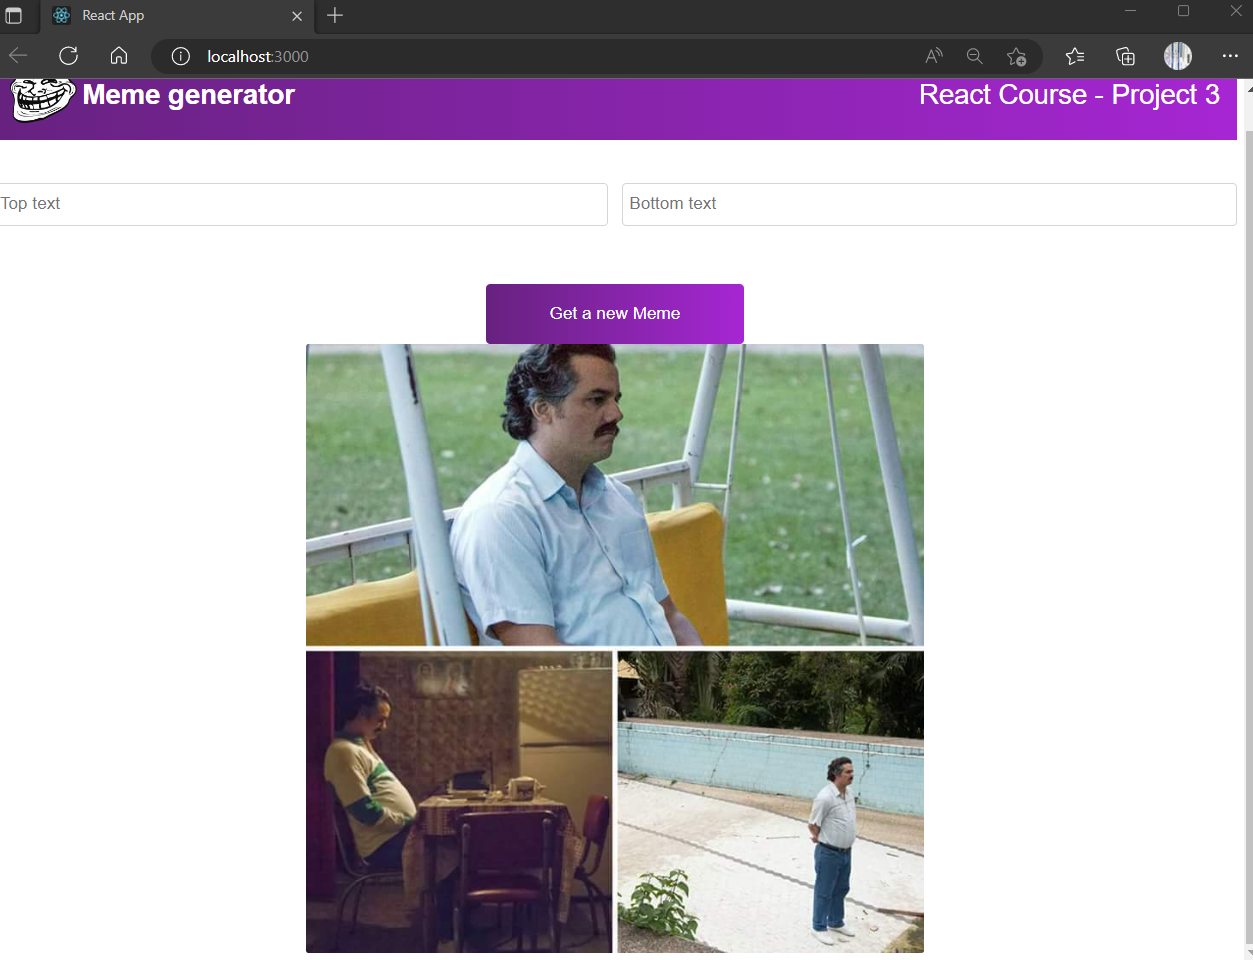 React App
localhost:3000
Meme generator
React Course - Project 3
Top text
Bottom text
Get a new Meme